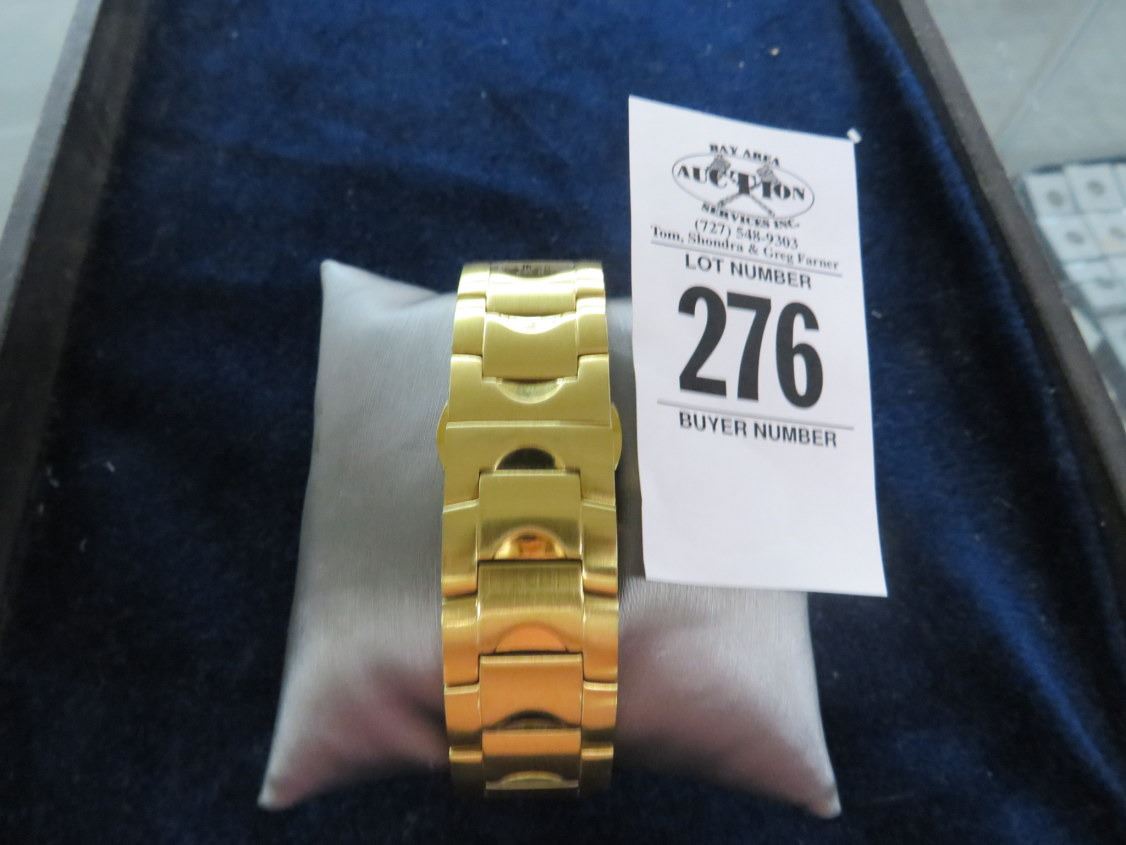 BAY AREA
AUCTION
SERVICES INC
(727) 548-9303
Tom, Shondra & Greg Farner
LOT NUMBER
276
BUYER NUMBER